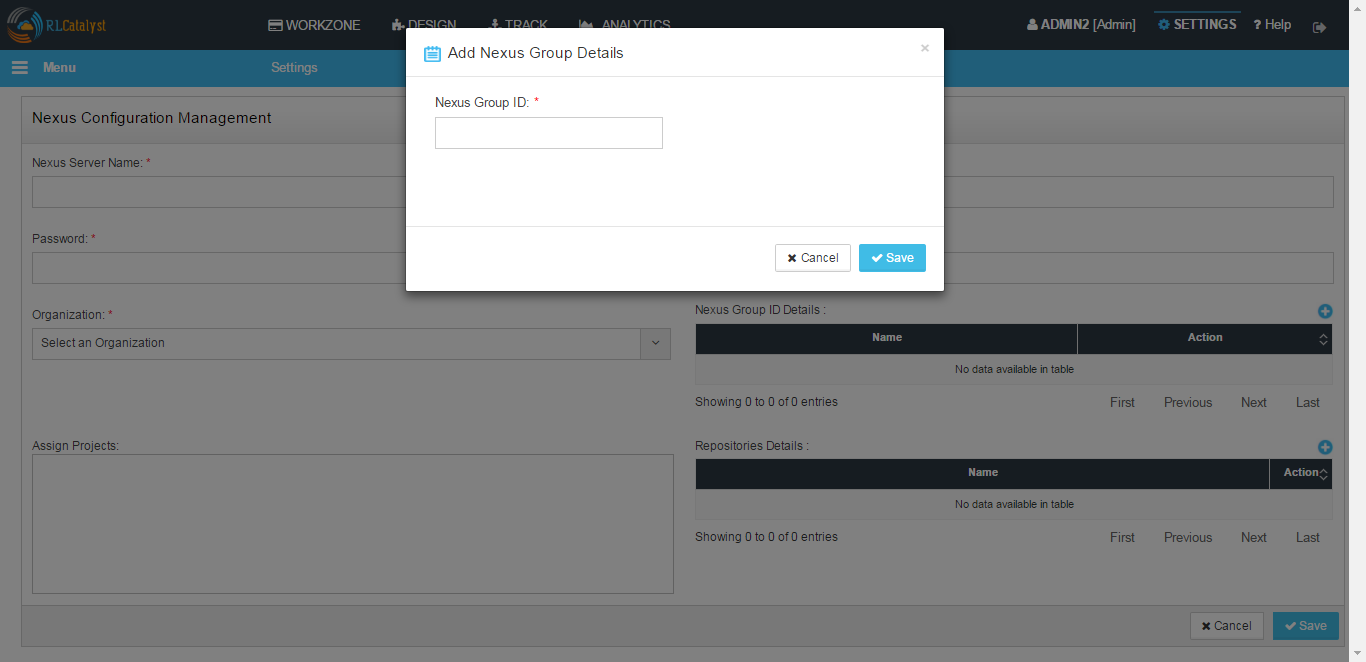 RLCatalyst WORKZONE DESIGN TRACK ANALYTICS ADMIN2 [Admin] SETTINGS ? Help
Menu Settings
Add Nexus Group Details ×
Nexus Group ID: *
Cancel Save
Nexus Configuration Management
Nexus Server Name: *
Password: *
Organization: *
Select an Organization
Nexus Group ID Details :
Name Action
No data available in table
Showing 0 to 0 of 0 entries First Previous Next Last
Assign Projects:
Repositories Details :
Name Action
No data available in table
Showing 0 to 0 of 0 entries First Previous Next Last
Cancel Save